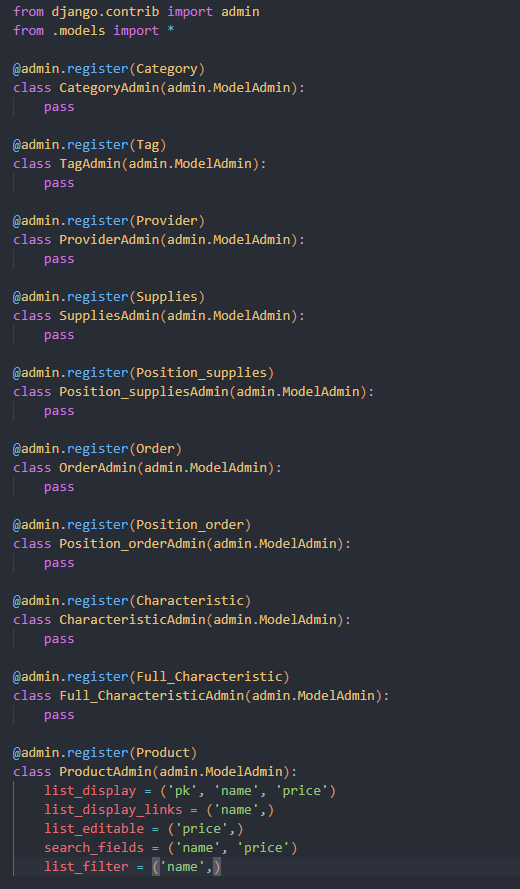 from django.contrib import admin
from .models import *
@admin.register(Category)
class CategoryAdmin(admin.ModelAdmin):
    pass
@admin.register(Tag)
class TagAdmin(admin.ModelAdmin):
    pass
@admin.register(Provider)
class ProviderAdmin(admin.ModelAdmin):
    pass
@admin.register(Supplies)
class SuppliesAdmin(admin.ModelAdmin):
    pass
@admin.register(Position_supplies)
class Position_suppliesAdmin(admin.ModelAdmin):
    pass
@admin.register(Order)
class OrderAdmin(admin.ModelAdmin):
    pass
@admin.register(Position_order)
class Position_orderAdmin(admin.ModelAdmin):
    pass
@admin.register(Characteristic)
class CharacteristicAdmin(admin.ModelAdmin):
    pass
@admin.register(Full_Characteristic)
class Full_CharacteristicAdmin(admin.ModelAdmin):
    pass
@admin.register(Product)
class ProductAdmin(admin.ModelAdmin):
    list_display = ('pk', 'name', 'price')
    list_display_links = ('name',)
    list_editable = ('price',)
    search_fields = ('name', 'price')
    list_filter = ('name',)